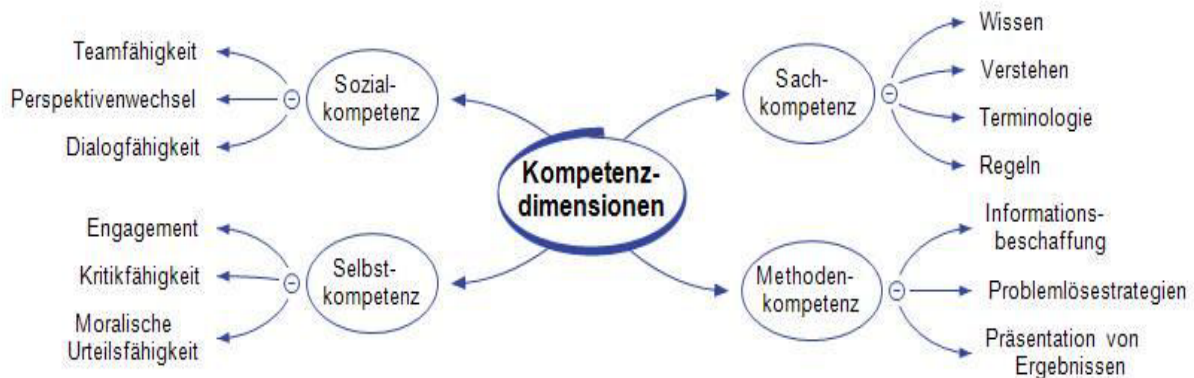 Kompetenz-
dimensionen
Sozial-
kompetenz
Teamfähigkeit
Perspektivenwechsel
Dialogfähigkeit
Selbst-
kompetenz
Engagement
Kritikfähigkeit
Moralische
Urteilsfähigkeit
Sach-
kompetenz
Wissen
Verstehen
Terminologie
Regeln
Methoden-
kompetenz
Informations-
beschaffung
Problemlösestrategien
Präsentation von
Ergebnissen